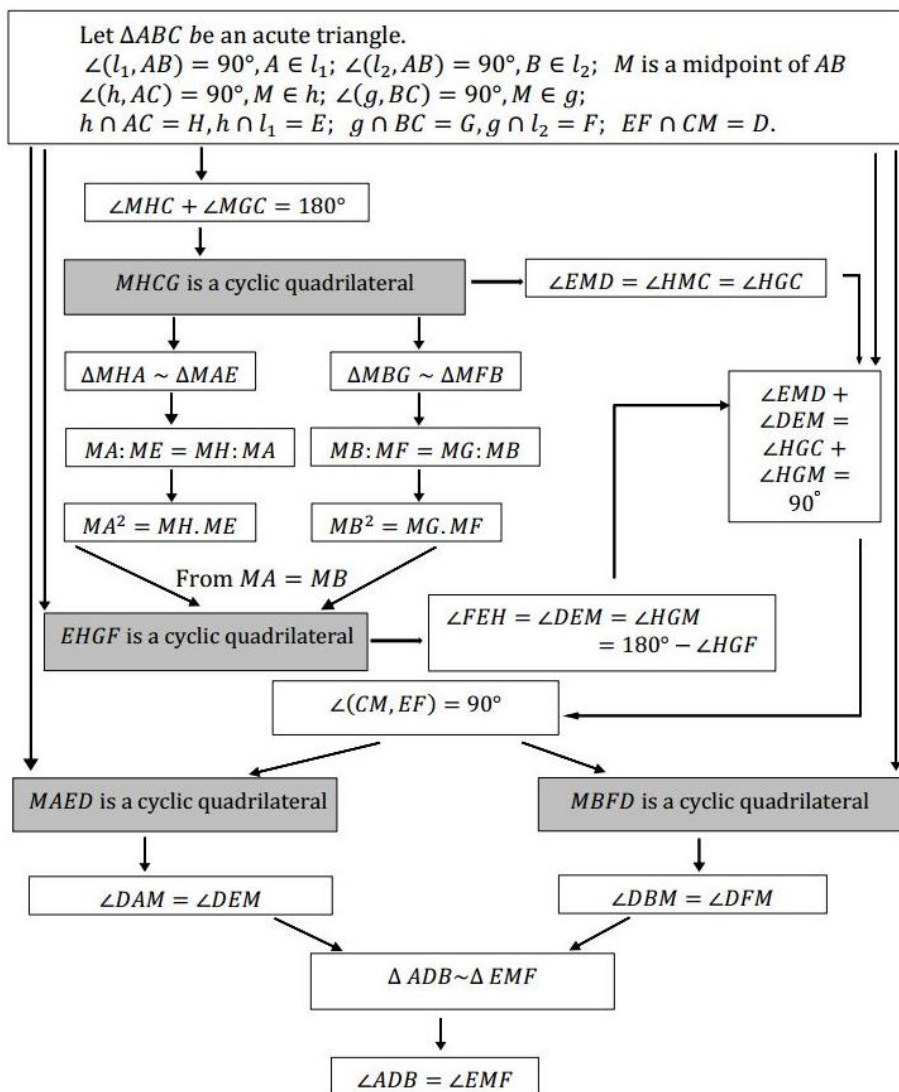 Let ΔABC be an acute triangle.
∠(l₁, AB) = 90°, A ∈ l₁; ∠(l₂, AB) = 90°, B ∈ l₂; M is a midpoint of AB
∠(h, AC) = 90°, M ∈ h; ∠(g, BC) = 90°, M ∈ g;
h ∩ AC = H, h ∩ l₁ = E; g ∩ BC = G, g ∩ l₂ = F; EF ∩ CM = D.
∠MHC + ∠MGC = 180°
MHCG is a cyclic quadrilateral
∠EMD = ∠HMC = ∠HGC
ΔMHA ~ ΔMAE
ΔMBG ~ ΔMFB
∠EMD +
∠DEM =
∠HGC +
∠HGM =
90°
MA: ME = MH: MA
MB: MF = MG: MB
MA² = MH. ME
MB² = MG. MF
From MA = MB
EHGF is a cyclic quadrilateral
∠FEH = ∠DEM = ∠HGM
= 180° − ∠HGF
∠(CM, EF) = 90°
MAED is a cyclic quadrilateral
MBFD is a cyclic quadrilateral
∠DAM = ∠DEM
∠DBM = ∠DFM
Δ ADB~Δ EMF
∠ADB = ∠EMF